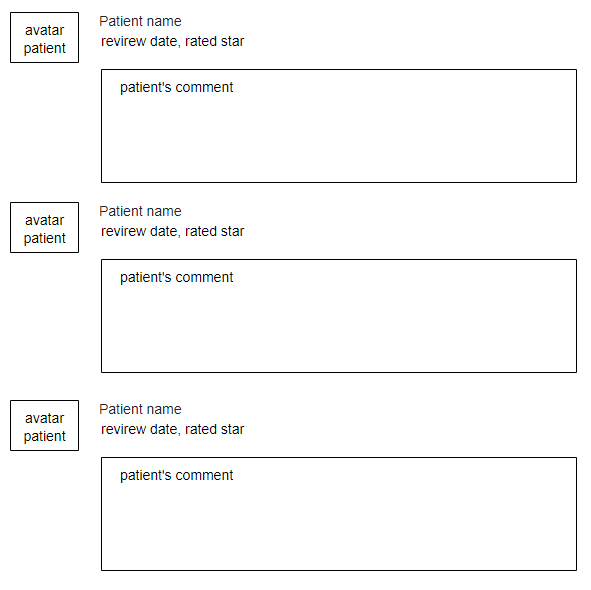 avatar
patient
Patient name
revirew date, rated star
patient's comment
avatar
patient
Patient name
revirew date, rated star
patient's comment
avatar
patient
Patient name
revirew date, rated star
patient's comment